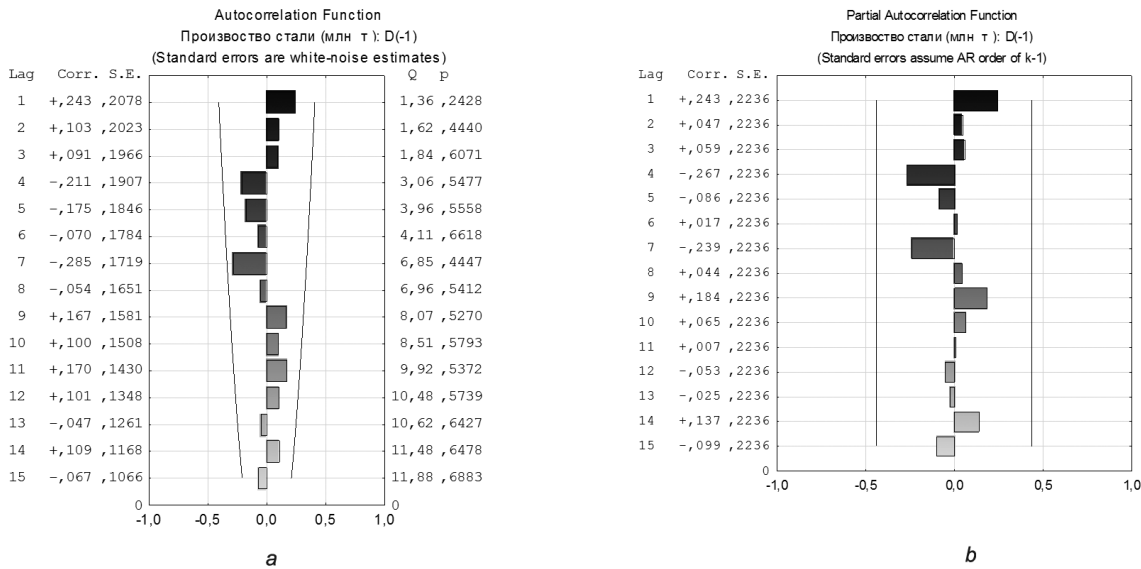 Autocorrelation Function
Произвоство стали (млн т): D(-1)
(Standard errors are white-noise estimates)
Lag Corr. S.E. Q p
1 +,243 ,2078 1,36 ,2428
2 +,103 ,2023 1,62 ,4440
3 +,091 ,1966 1,84 ,6071
4 -,211 ,1907 3,06 ,5477
5 -,175 ,1846 3,96 ,5558
6 -,070 ,1784 4,11 ,6618
7 -,285 ,1719 6,85 ,4447
8 -,054 ,1651 6,96 ,5412
9 +,167 ,1581 8,07 ,5270
10 +,100 ,1508 8,51 ,5793
11 +,170 ,1430 9,92 ,5372
12 +,101 ,1348 10,48 ,5739
13 -,047 ,1261 10,62 ,6427
14 +,109 ,1168 11,48 ,6478
15 -,067 ,1066 11,88 ,6883
0 0
-1,0 -0,5 0,0 0,5 1,0
a
Partial Autocorrelation Function
Произвоство стали (млн т): D(-1)
(Standard errors assume AR order of k-1)
Lag Corr. S.E.
1 +,243 ,2236
2 +,047 ,2236
3 +,059 ,2236
4 -,267 ,2236
5 -,086 ,2236
6 +,017 ,2236
7 -,239 ,2236
8 +,044 ,2236
9 +,184 ,2236
10 +,065 ,2236
11 +,007 ,2236
12 -,053 ,2236
13 -,025 ,2236
14 +,137 ,2236
15 -,099 ,2236
0
-1,0 -0,5 0,0 0,5 1,0
b